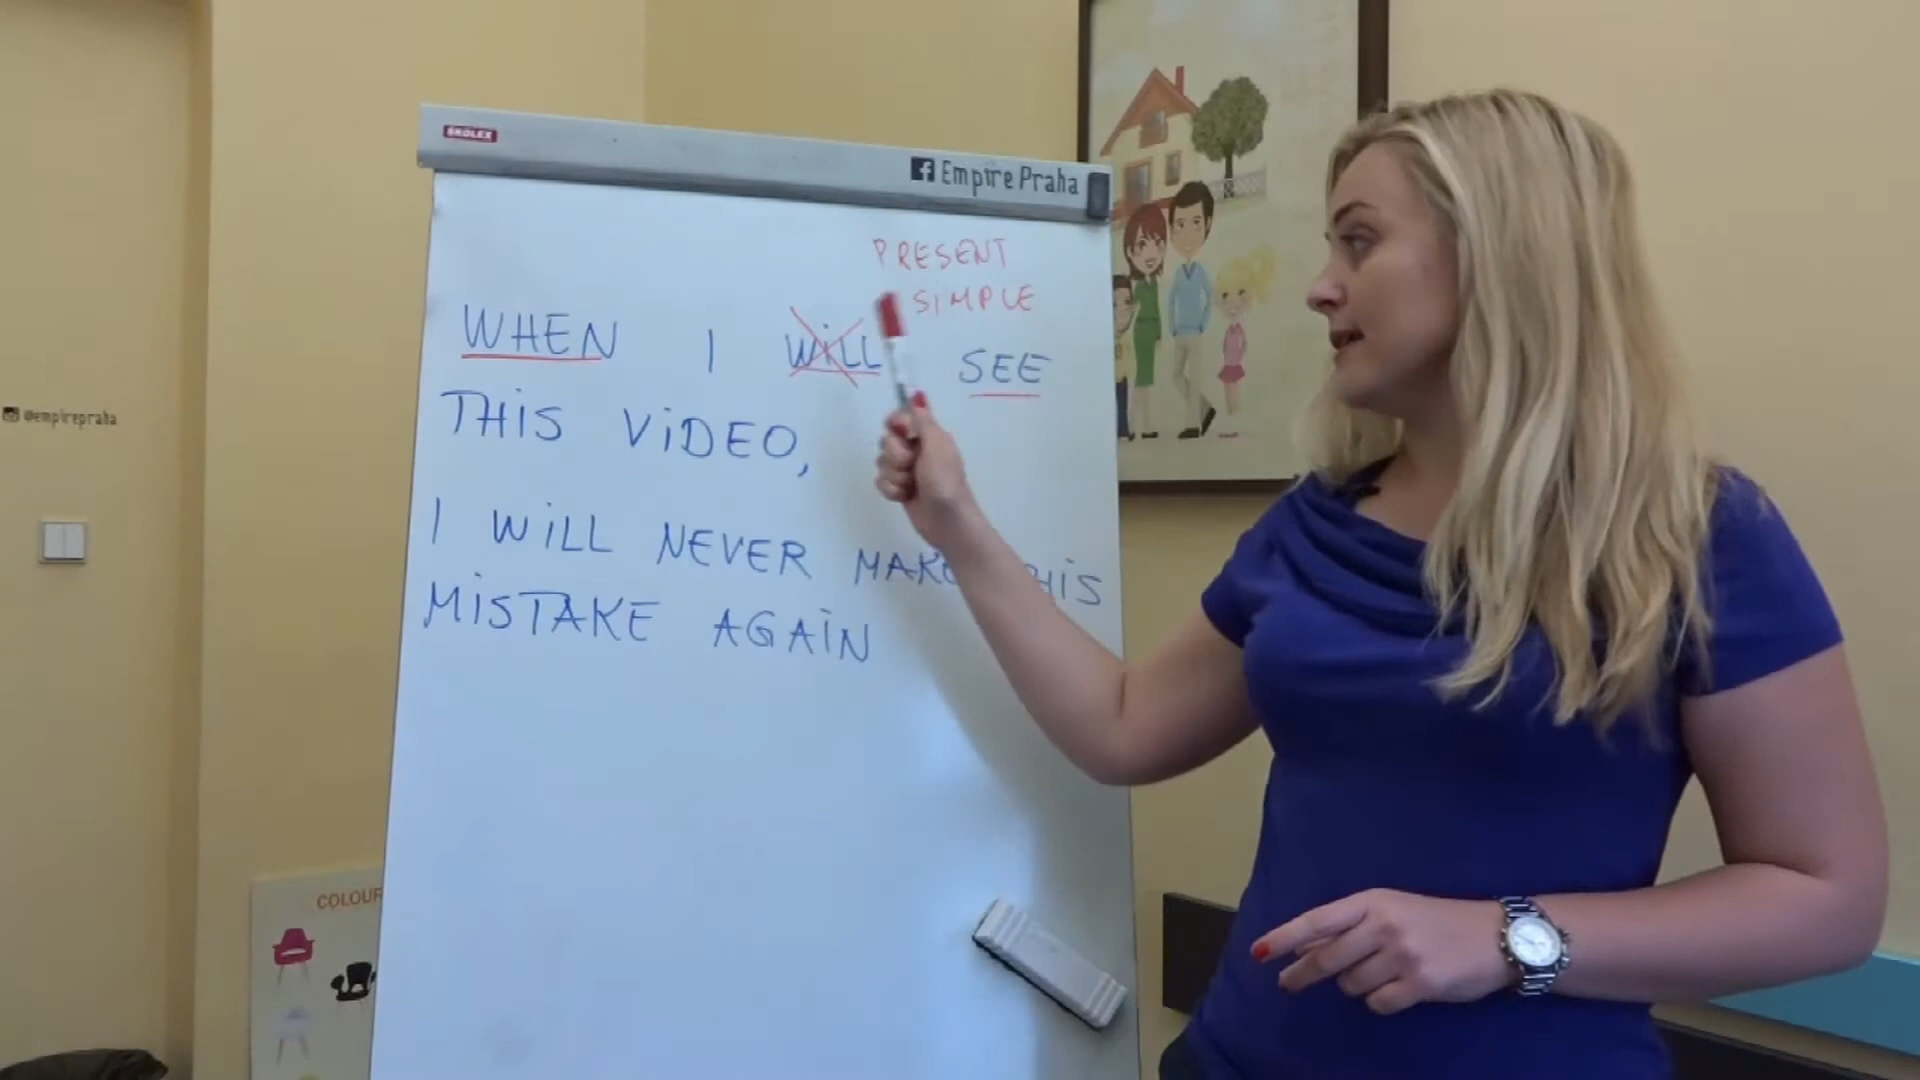 SKOLEX
Empire Praha
PRESENT
SIMPLE
WHEN I WiLL SEE
THiS ViDEO,
I WiLL NEVER MAKE THiS
MiSTAKE AGAiN
@empirepraha
COLOUR